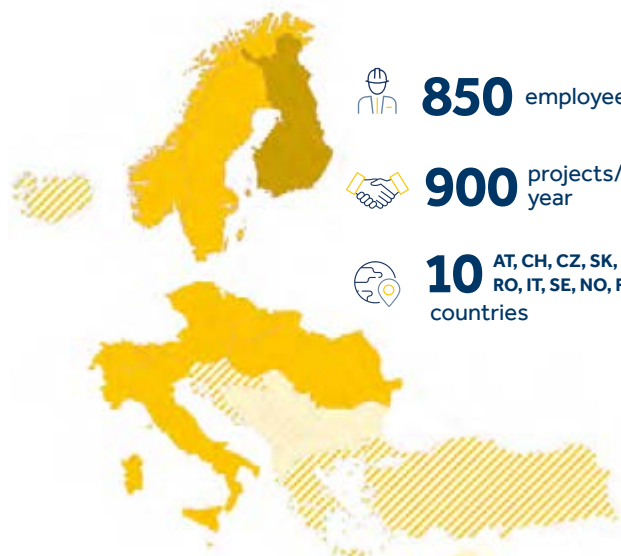 850 employee
900 projects/
year
10 AT, CH, CZ, SK,
RO, IT, SE, NO,
countries